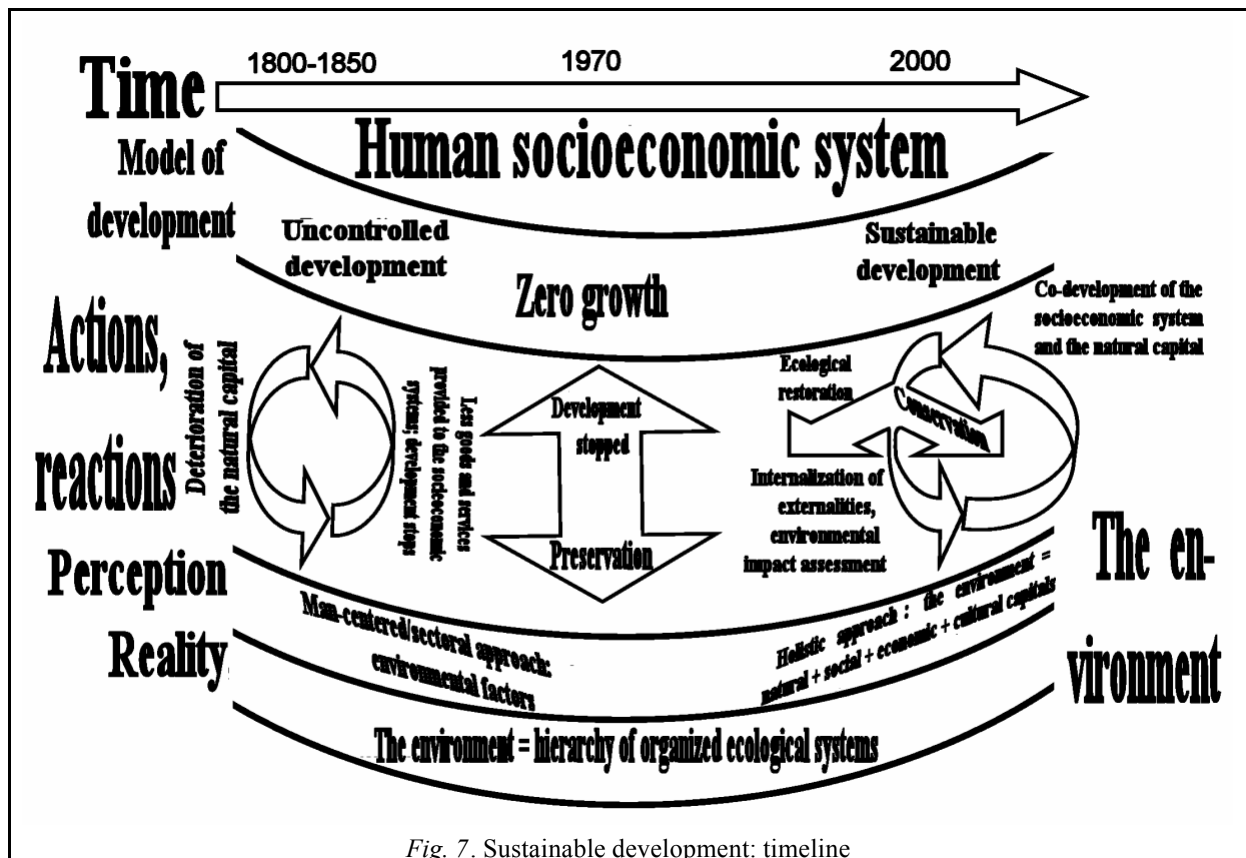 Time
1800-1850
1970
2000
Human socioeconomic system
Model of
development
Uncontrolled
development
Zero growth
Sustainable
development
Actions,
reactions
Deterioration of
the natural capital
Less goods and services
provided to the socioeconomic
systems; development stops
Development
stopped
Preservation
Ecological
restoration
Conservation
Internalization of
externalities,
environmental
impact assessment
Co-development of the
socioeconomic system
and the natural capital
Perception
Man-centered/sectoral approach:
environmental factors
Holistic approach : the environment =
natural + social + economic + cultural capitals
Reality
The environment = hierarchy of organized ecological systems
The en-
vironment
Fig. 7. Sustainable development: timeline